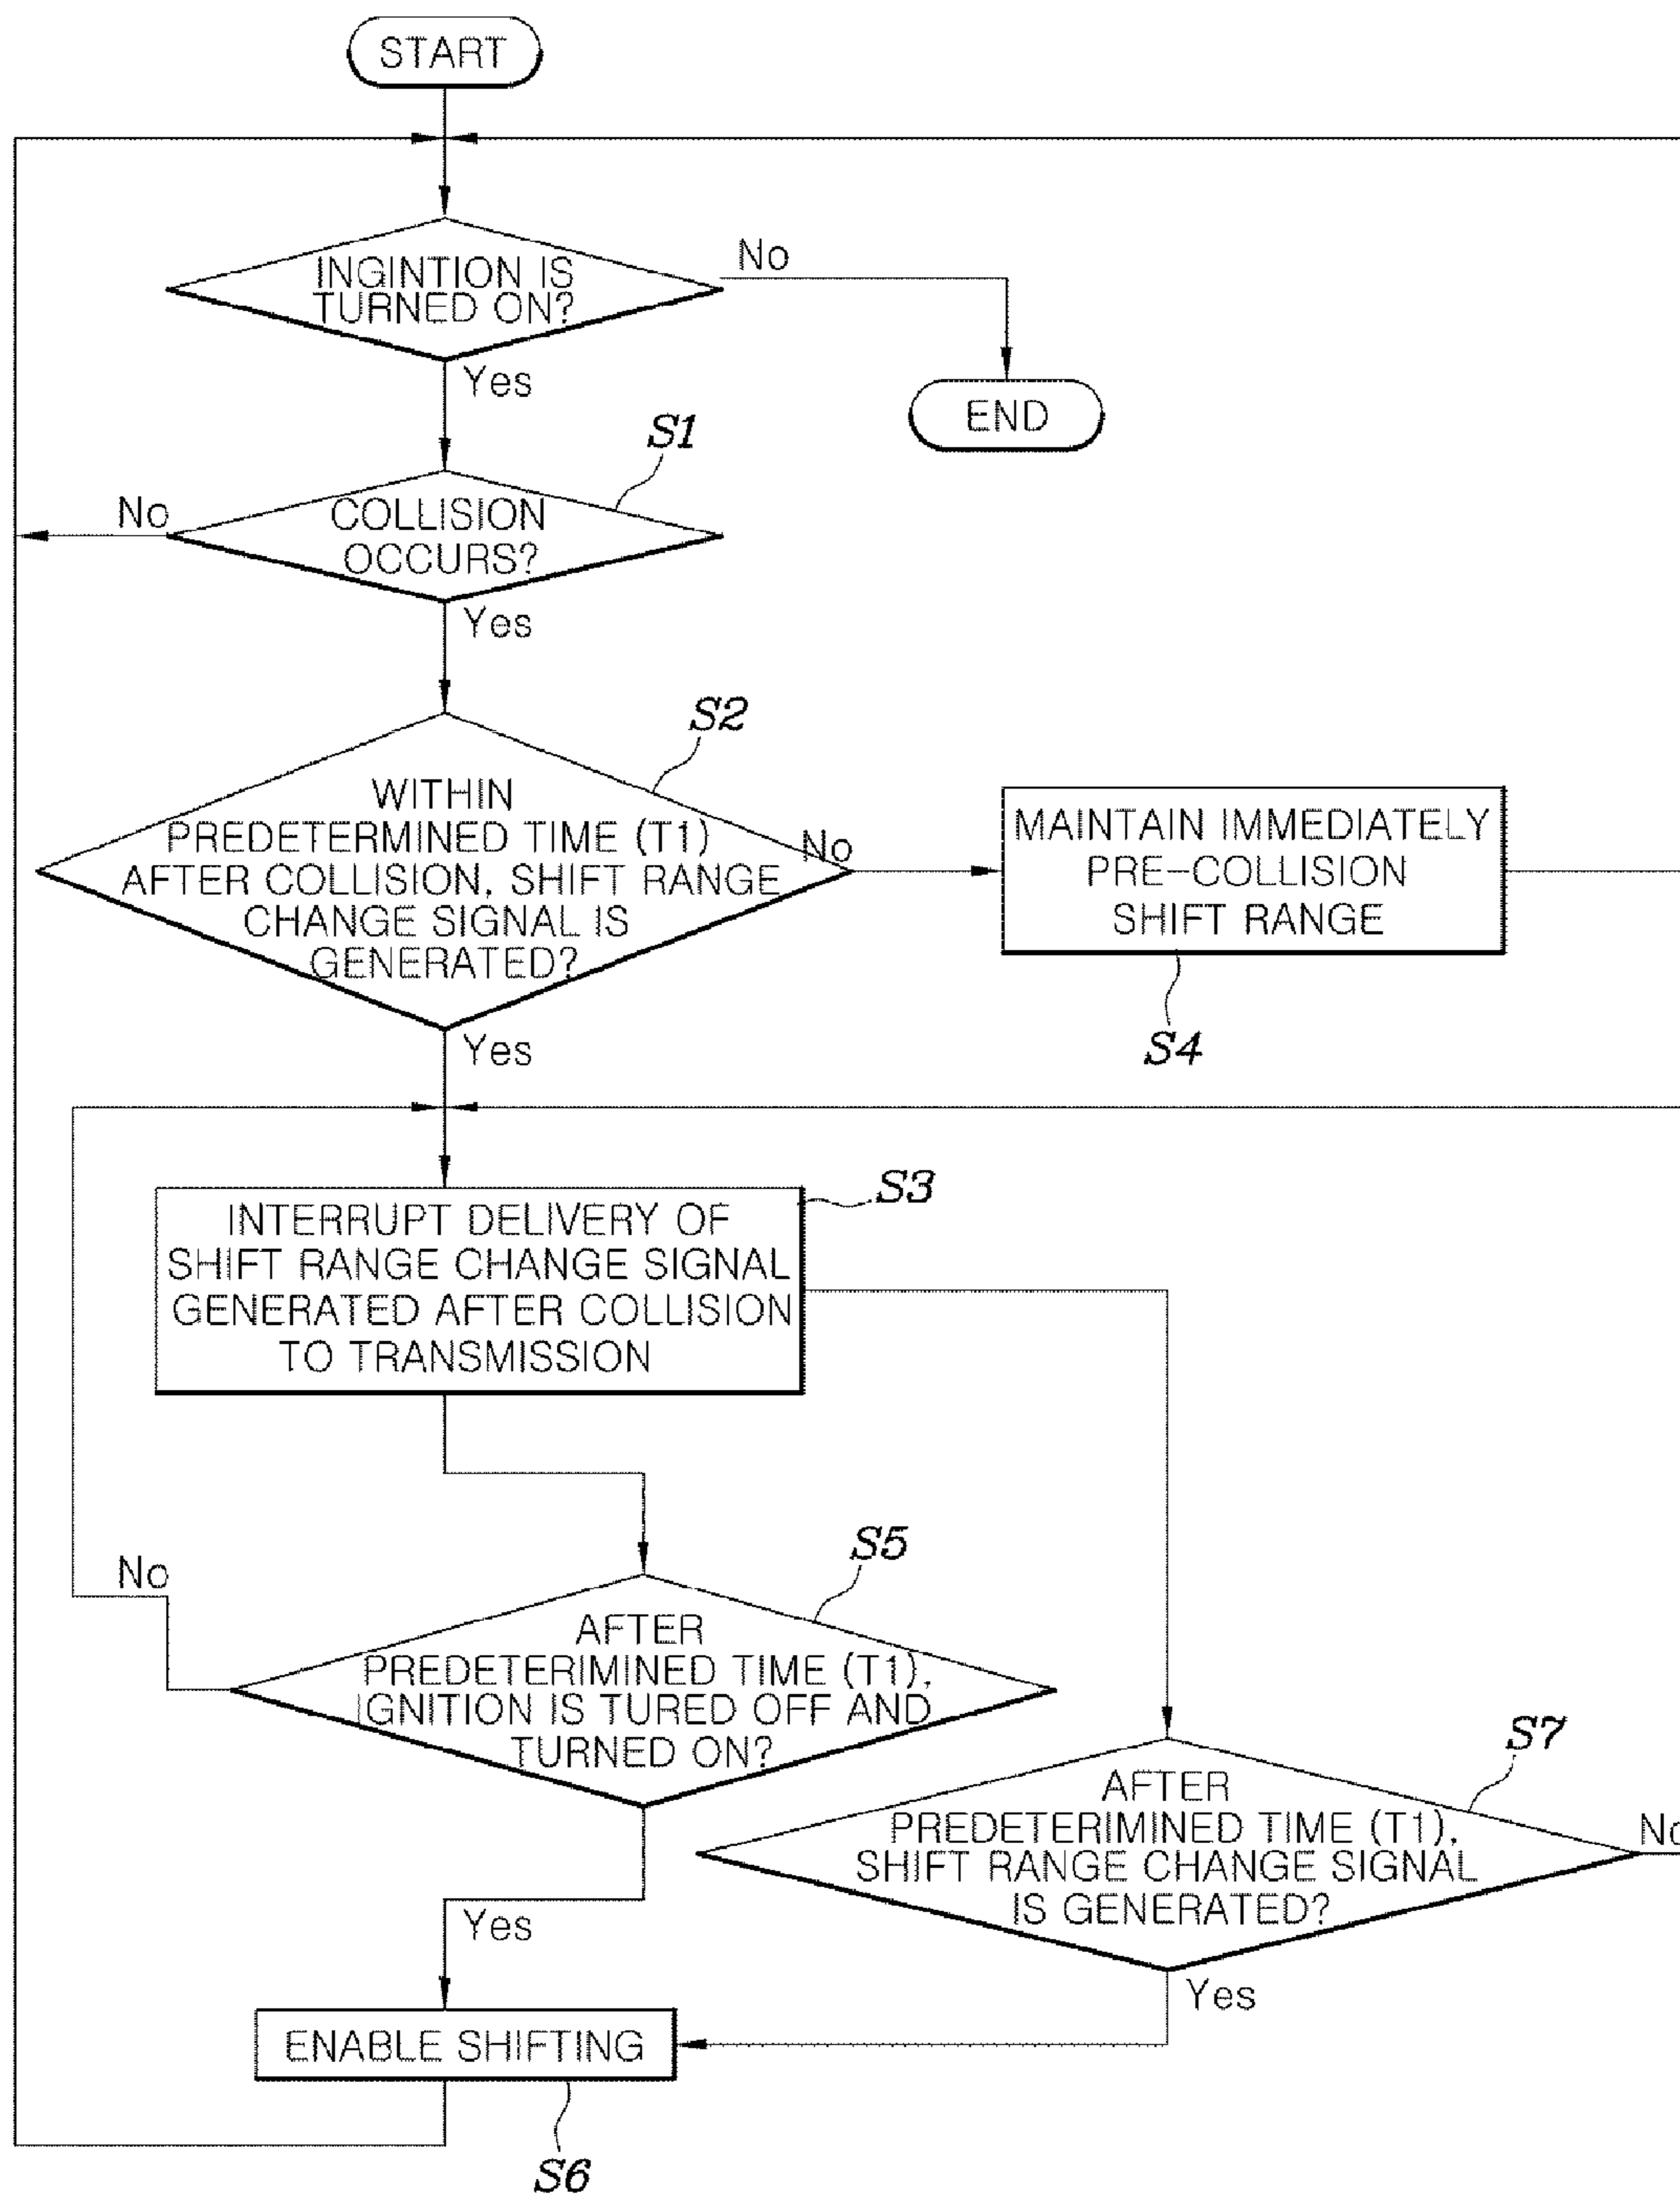 START
INGINTION IS
TURNED ON?
No
Yes
END
S1
COLLISION
OCCURS?
No
Yes
S2
WITHIN
PREDETERMINED TIME (T1)
AFTER COLLISION, SHIFT RANGE
CHANGE SIGNAL IS
GENERATED?
No
Yes
MAINTAIN IMMEDIATELY
PRE-COLLISION
SHIFT RANGE
S4
S3
INTERRUPT DELIVERY OF
SHIFT RANGE CHANGE SIGNAL
GENERATED AFTER COLLISION
TO TRANSMISSION
No
S5
AFTER
PREDETERIMINED TIME (T1),
IGNITION IS TURED OFF AND
TURNED ON?
Yes
S7
AFTER
PREDETERIMINED TIME (T1),
SHIFT RANGE CHANGE SIGNAL
IS GENERATED?
No
Yes
ENABLE SHIFTING
S6